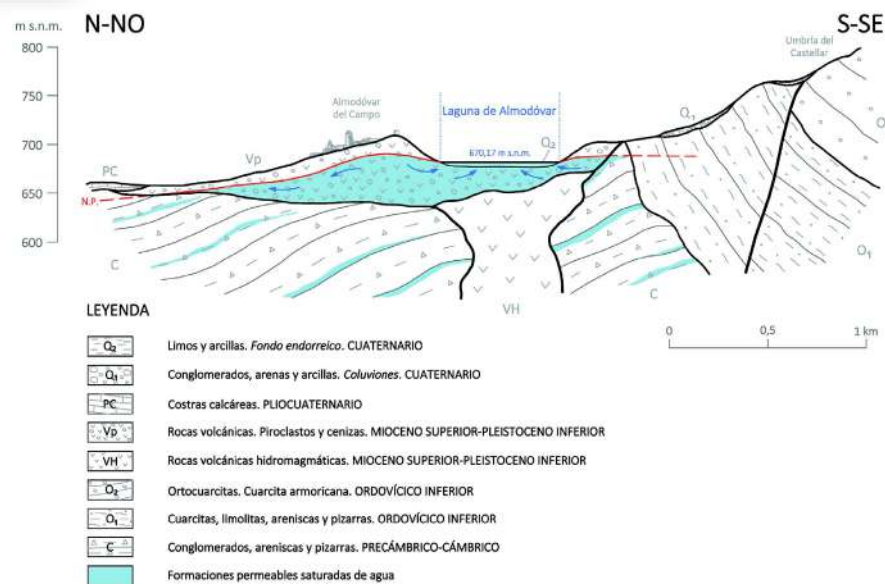 m s.n.m.
N-NO
S-SE
800
750
700
650
600
Umbría del
Castellar
Almodóvar
del Campo
Laguna de Almodóvar
670,17 m s.n.m.
Q₂
Q₁
Vp
PC
N.P.
C
VH
C
O₁
O
LEYENDA
0 0,5 1 km
Q₂ Limos y arcillas. Fondo endorreico. CUATERNARIO
Q₁ Conglomerados, arenas y arcillas. Coluviones. CUATERNARIO
PC Costras calcáreas. PLIOCUATERNARIO
Vp Rocas volcánicas. Piroclastos y cenizas. MIOCENO SUPERIOR-PLEISTOCENO INFERIOR
VH Rocas volcánicas hidromagmáticas. MIOCENO SUPERIOR-PLEISTOCENO INFERIOR
O₂ Ortocuarcitas. Cuarcita armoricana. ORDOVÍCICO INFERIOR
O₁ Cuarcitas, limolitas, areniscas y pizarras. ORDOVÍCICO INFERIOR
C Conglomerados, areniscas y pizarras. PRECÁMBRICO-CÁMBRICO
Formaciones permeables saturadas de agua